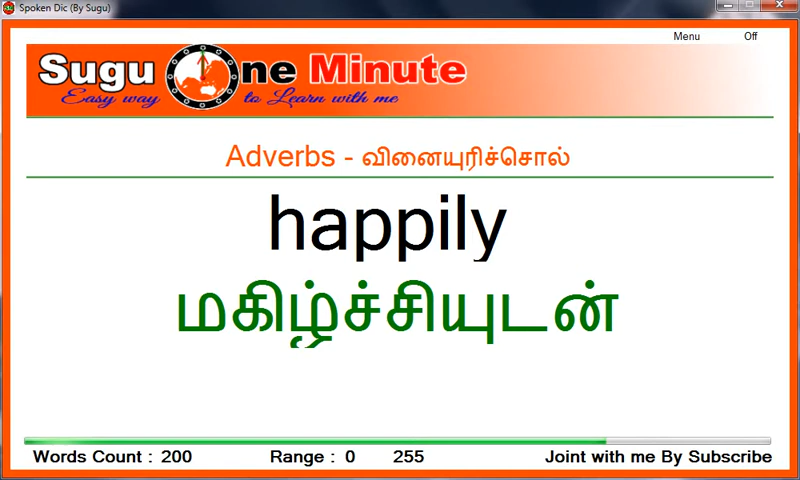 Spoken Dic (By Sugu)
Menu Off
Sugu One Minute
Easy way to Learn with me
Adverbs - வினையுரிச்சொல்
happily
மகிழ்ச்சியுடன்
Words Count : 200 Range : 0 255 Joint with me By Subscribe